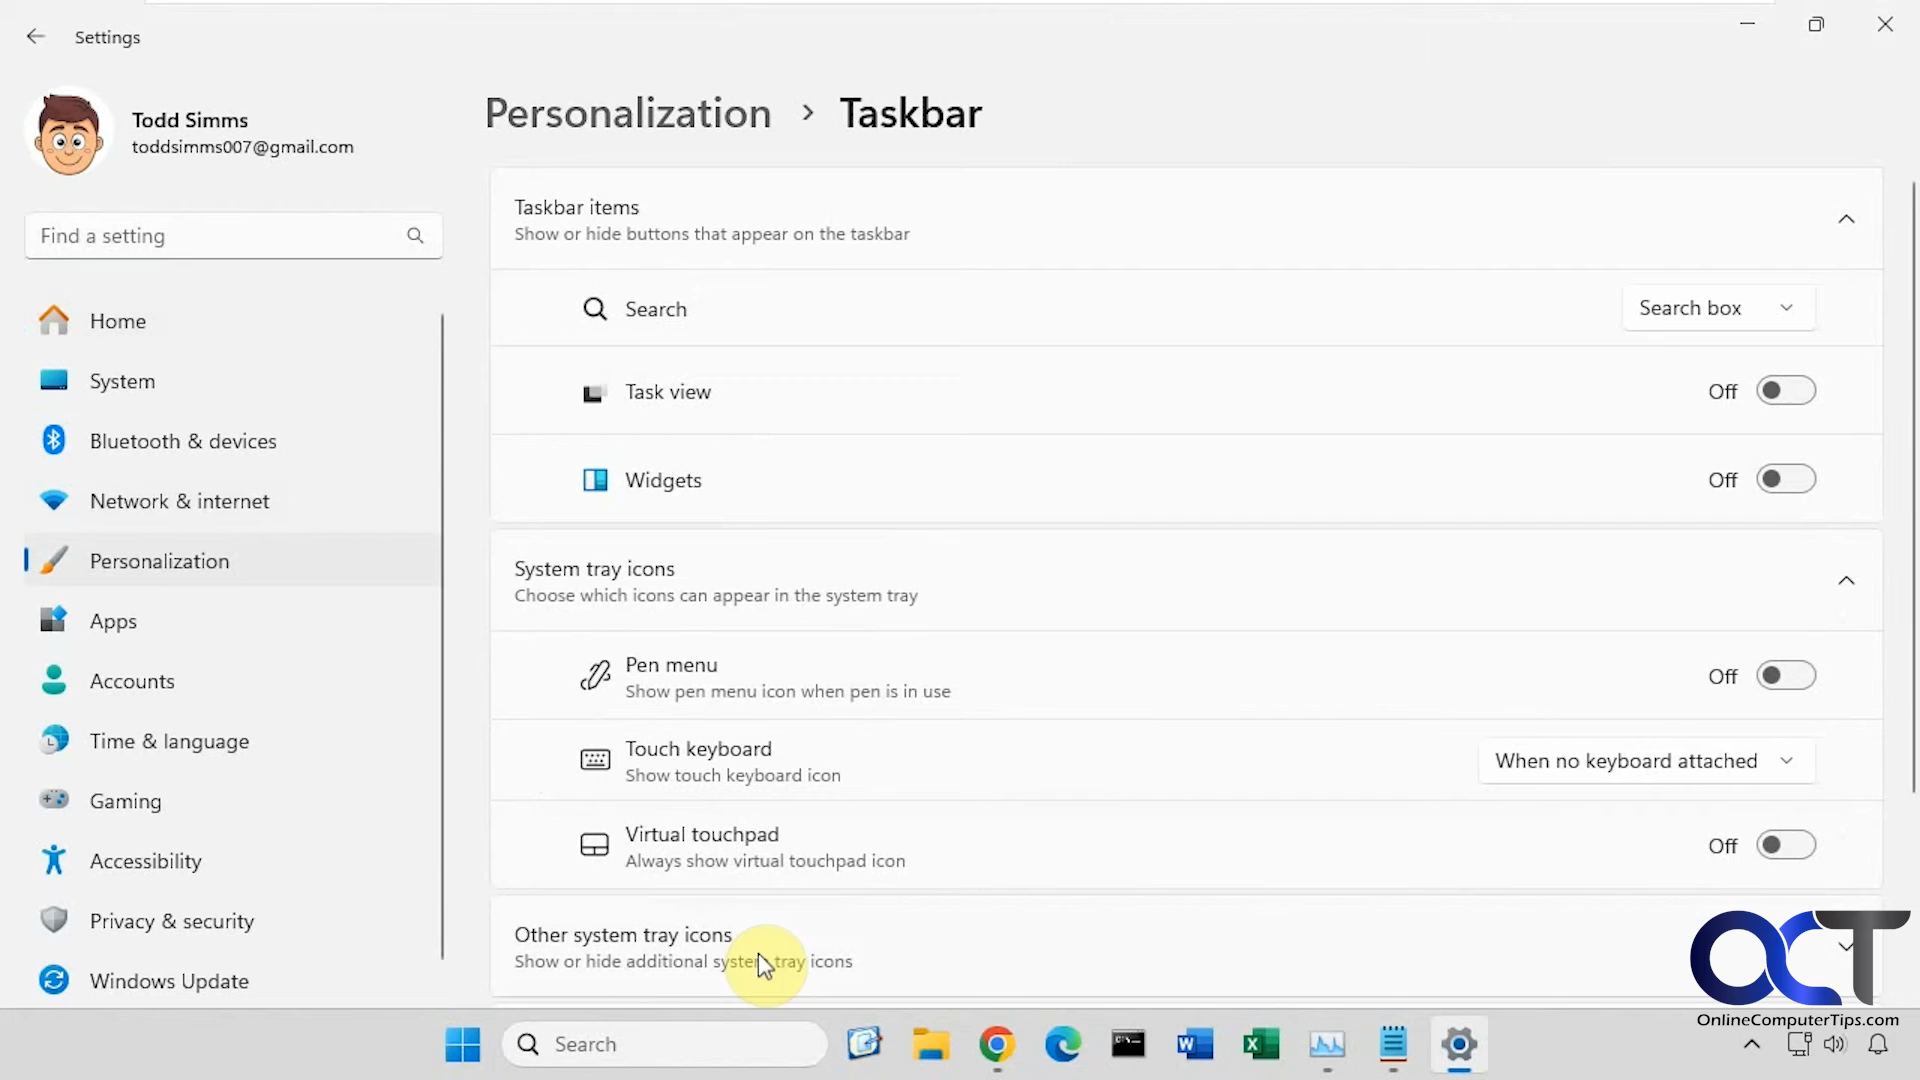 Settings
Todd Simms
toddsimms007@gmail.com
Find a setting
Home
System
Bluetooth & devices
Network & internet
Personalization
Apps
Accounts
Time & language
Gaming
Accessibility
Privacy & security
Windows Update
Personalization > Taskbar
Taskbar items
Show or hide buttons that appear on the taskbar
Search
Search box
Task view
Off
Widgets
Off
System tray icons
Choose which icons can appear in the system tray
Pen menu
Show pen menu icon when pen is in use
Off
Touch keyboard
Show touch keyboard icon
When no keyboard attached
Virtual touchpad
Always show virtual touchpad icon
Off
Other system tray icons
Show or hide additional system tray icons
OCT
OnlineComputerTips.com
Search